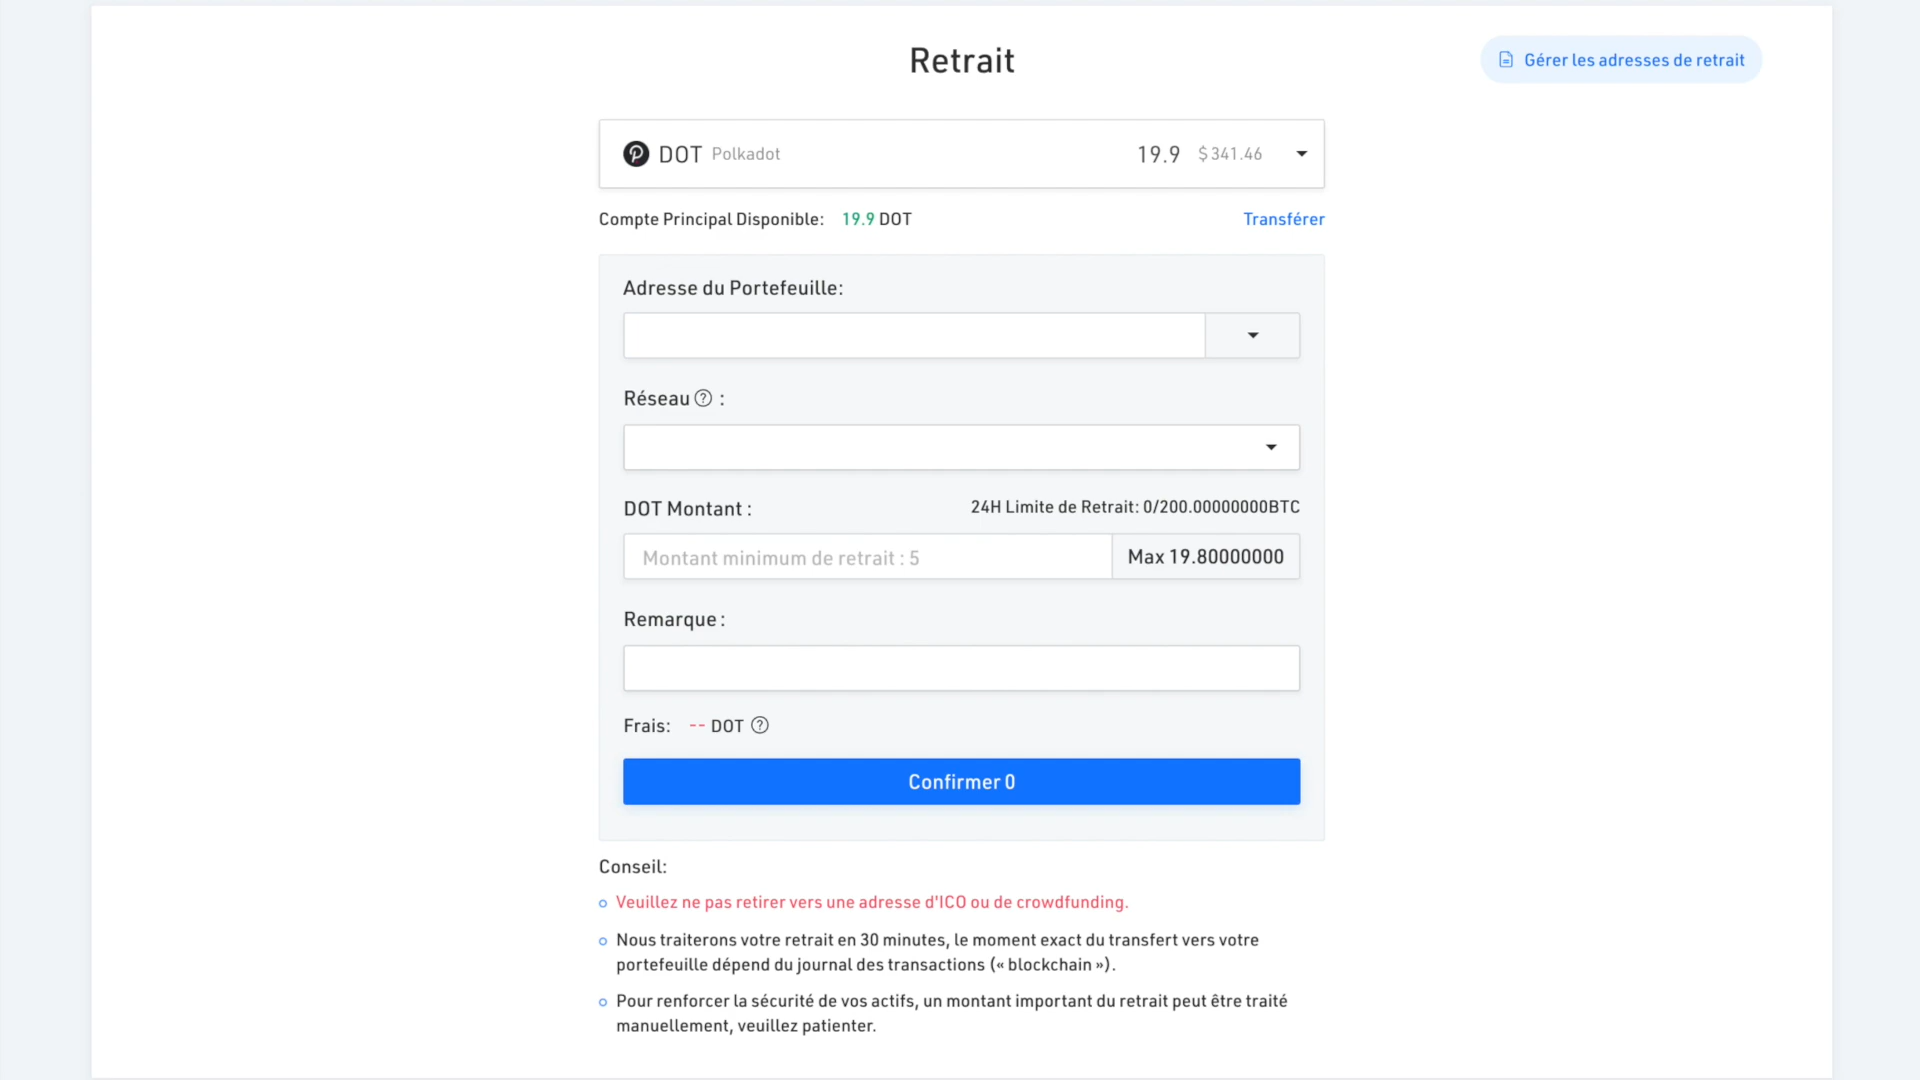 Retrait
Gérer les adresses de retrait
DOT Polkadot 19.9 $341.46
Compte Principal Disponible: 19.9 DOT Transférer
Adresse du Portefeuille:
Réseau ? :
DOT Montant : 24H Limite de Retrait: 0/200.00000000BTC
Montant minimum de retrait : 5 Max 19.80000000
Remarque :
Frais: -- DOT ?
Confirmer 0
Conseil:
Veuillez ne pas retirer vers une adresse d'ICO ou de crowdfunding.
Nous traiterons votre retrait en 30 minutes, le moment exact du transfert vers votre
portefeuille dépend du journal des transactions (« blockchain »).
Pour renforcer la sécurité de vos actifs, un montant important du retrait peut être traité
manuellement, veuillez patienter.